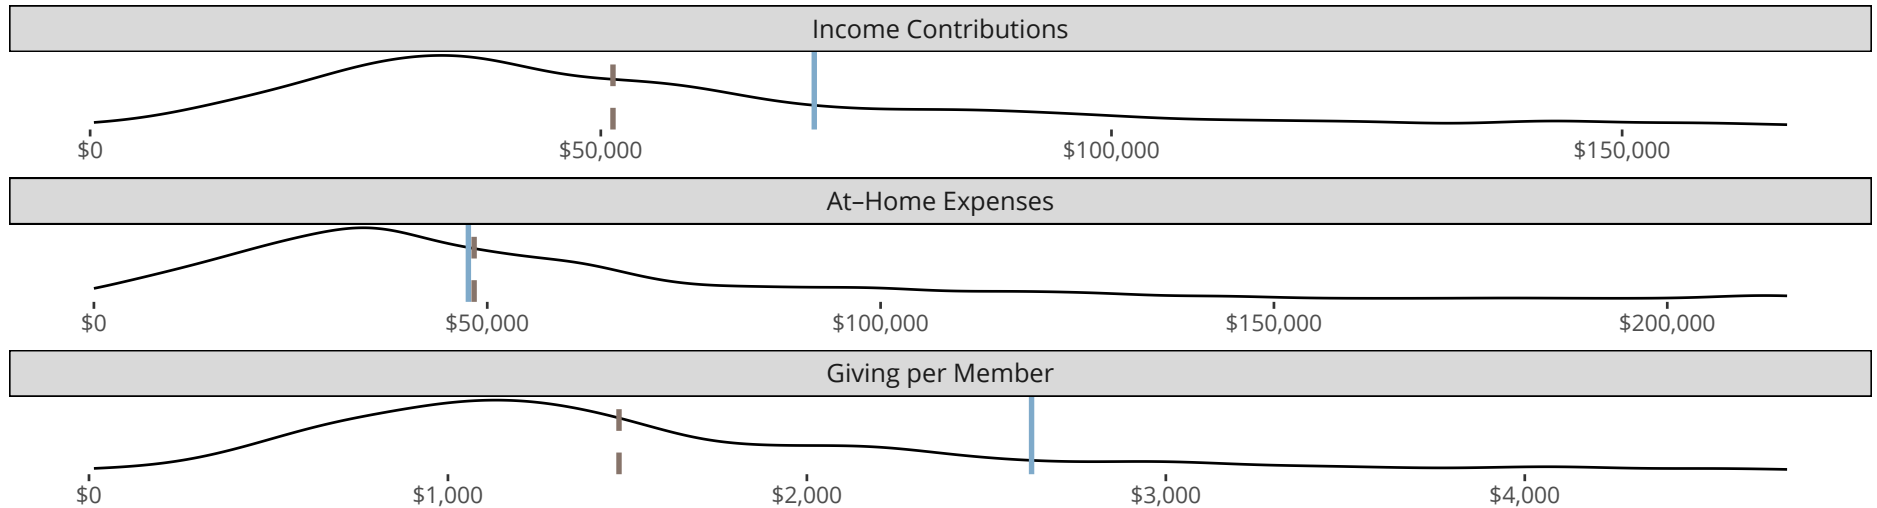 Income Contributions
$0 $50,000 $100,000 $150,000
At–Home Expenses
$0 $50,000 $100,000 $150,000 $200,000
Giving per Member
$0 $1,000 $2,000 $3,000 $4,000